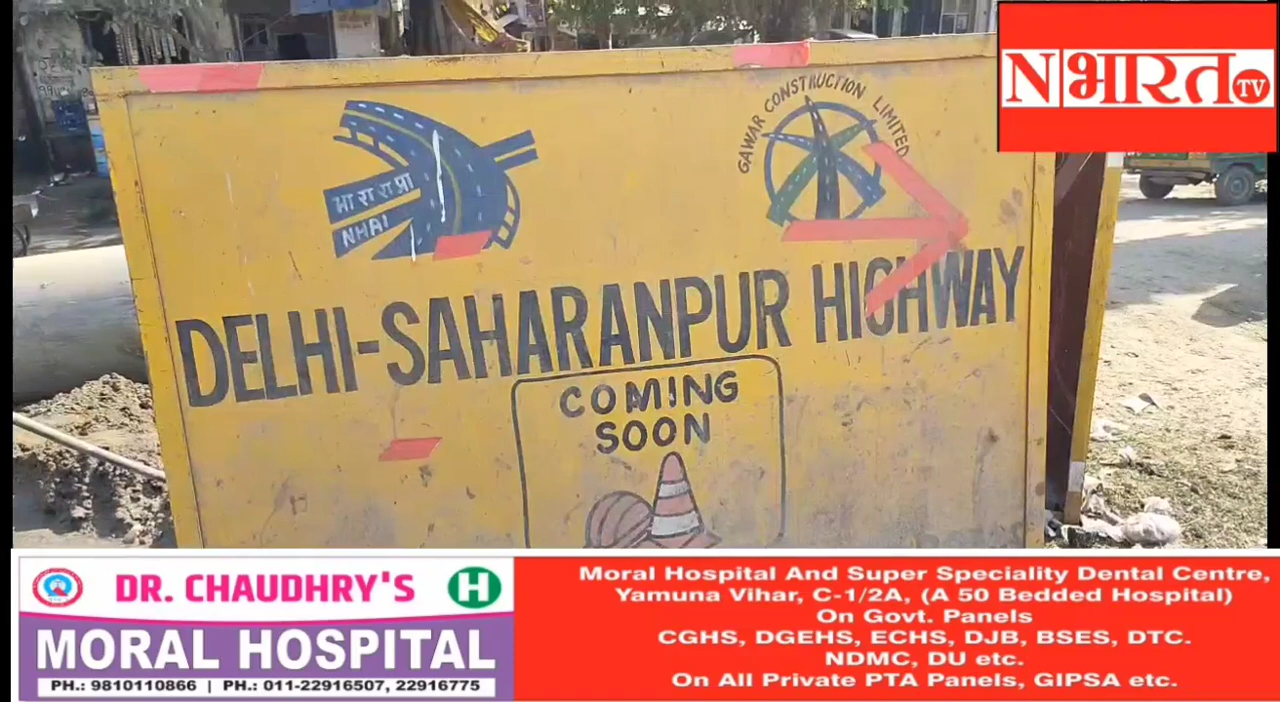 Nभारत TV
GAWAR CONSTRUCTION LIMITED
भा रा रा प्रा
NHAI
DELHI-SAHARANPUR HIGHWAY
COMING
SOON
DR. CHAUDHRY'S
H
MORAL HOSPITAL
PH.: 9810110866 | PH.: 011-22916507, 22916775
Moral Hospital And Super Speciality Dental Centre,
Yamuna Vihar, C-1/2A, (A 50 Bedded Hospital)
On Govt. Panels
CGHS, DGEHS, ECHS, DJB, BSES, DTC.
NDMC, DU etc.
On All Private PTA Panels, GIPSA etc.